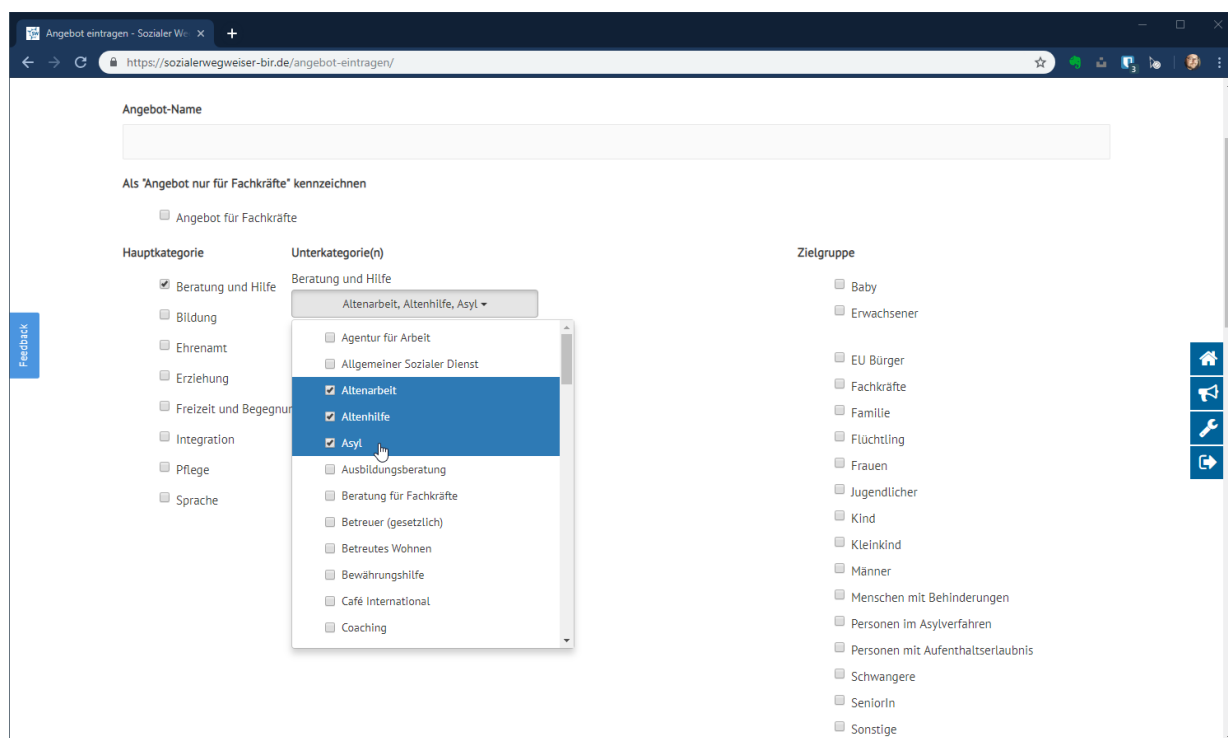 Angebot eintragen - Sozialer We
https://sozialerwegweiser-bir.de/angebot-eintragen/
3
Angebot-Name
Als "Angebot nur für Fachkräfte" kennzeichnen
Angebot für Fachkräfte
Hauptkategorie
Beratung und Hilfe
Bildung
Ehrenamt
Erziehung
Freizeit und Begegnun
Integration
Pflege
Sprache
Unterkategorie(n)
Beratung und Hilfe
Altenarbeit, Altenhilfe, Asyl
Agentur für Arbeit
Allgemeiner Sozialer Dienst
Altenarbeit
Altenhilfe
Asyl
Ausbildungsberatung
Beratung für Fachkräfte
Betreuer (gesetzlich)
Betreutes Wohnen
Bewährungshilfe
Café International
Coaching
Zielgruppe
Baby
Erwachsener
EU Bürger
Fachkräfte
Familie
Flüchtling
Frauen
Jugendlicher
Kind
Kleinkind
Männer
Menschen mit Behinderungen
Personen im Asylverfahren
Personen mit Aufenthaltserlaubnis
Schwangere
SeniorIn
Sonstige
Feedback